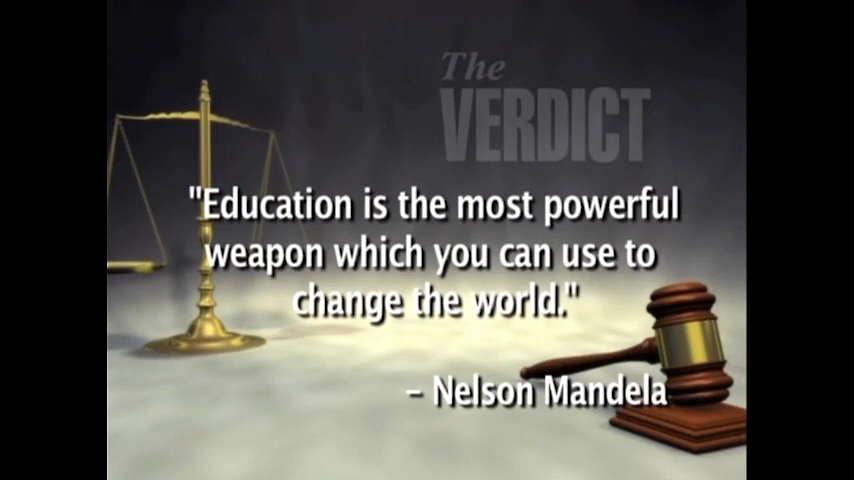 The
VERDICT
"Education is the most powerful
weapon which you can use to
change the world."
– Nelson Mandela